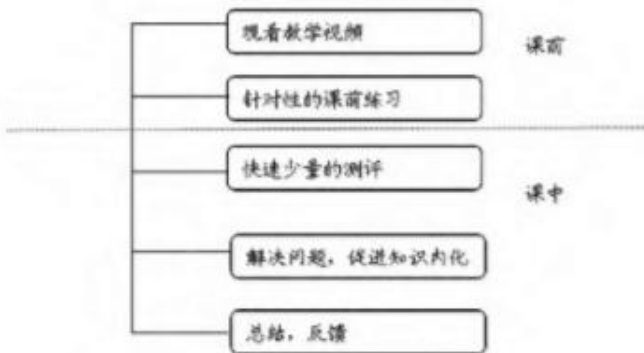 观看教学视频
课前
针对性的课前练习
快速少量的测评
课中
解决问题，促进知识内化
总结，反馈